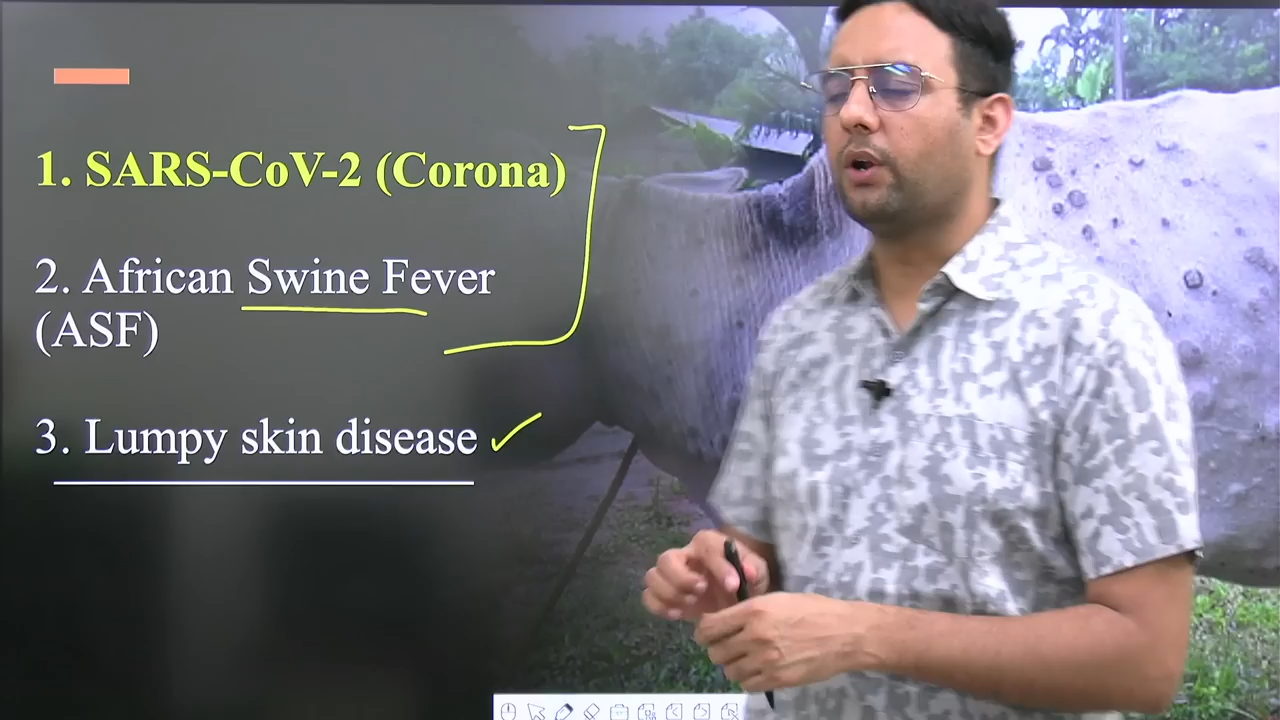 1. SARS-CoV-2 (Corona)
2. African Swine Fever
(ASF)
3. Lumpy skin disease